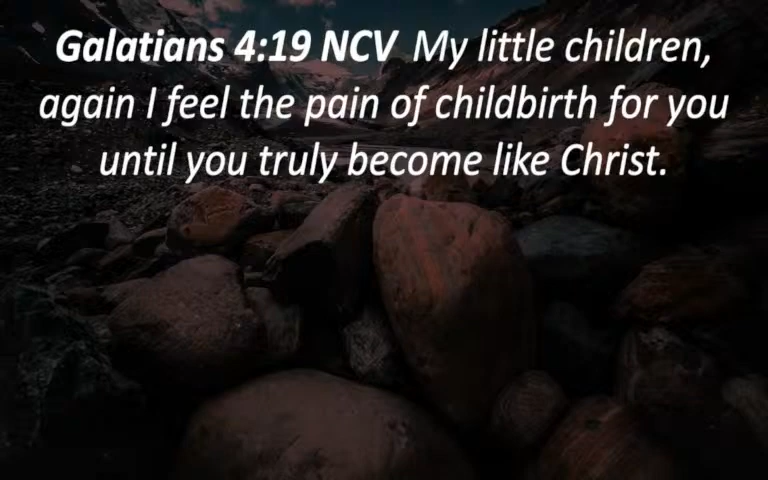 Galatians 4:19 NCV My little children,
again I feel the pain of childbirth for you
until you truly become like Christ.